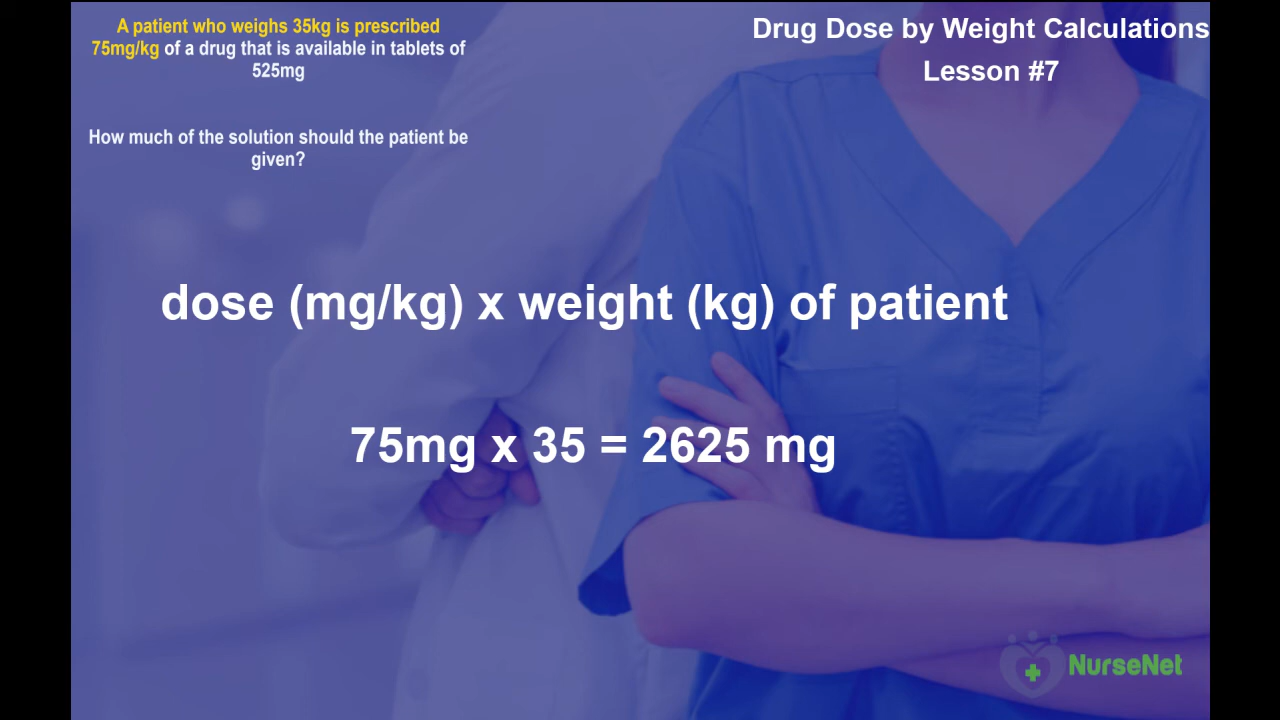 A patient who weighs 35kg is prescribed
75mg/kg of a drug that is available in tablets of
525mg
How much of the solution should the patient be
given?
Drug Dose by Weight Calculations
Lesson #7
dose (mg/kg) x weight (kg) of patient
75mg x 35 = 2625 mg
NurseNet